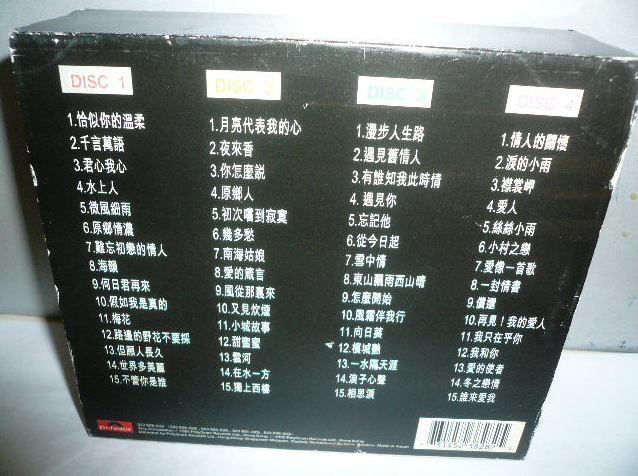 DISC 1
1.恰似你的溫柔
2.千言萬語
3.君心我心
4.水上人
5.微風細雨
6.原鄉情濃
7.難忘初戀的情人
8.海韻
9.何日君再來
10.假如我是真的
11.梅花
12.路邊的野花不要採
13.但願人長久
14.世界多美麗
15.不管你是誰
DISC 2
1.月亮代表我的心
2.夜來香
3.你怎麼說
4.原鄉人
5.初次嚐到寂寞
6.幾多愁
7.南海姑娘
8.愛的箴言
9.風從那裏來
10.又見炊煙
11.小城故事
12.甜蜜蜜
13.雲河
14.在水一方
15.獨上西樓
DISC 3
1.漫步人生路
2.遇見舊情人
3.有誰知我此時情
4.遇見你
5.忘記他
6.從今日起
7.雪中情
8.東山飄雨西山晴
9.怎麼開始
10.風霜伴我行
11.向日葵
12.檳城艷
13.一水隔天涯
14.浪子心聲
15.相思淚
DISC 4
1.情人的關懷
2.淚的小雨
3.襟裳岬
4.愛人
5.絲絲小雨
6.小村之戀
7.愛像一首歌
8.一封情書
9.償還
10.再見！我的愛人
11.我只在乎你
12.我和你
13.愛的使者
14.冬之戀情
15.誰來愛我
Polydor